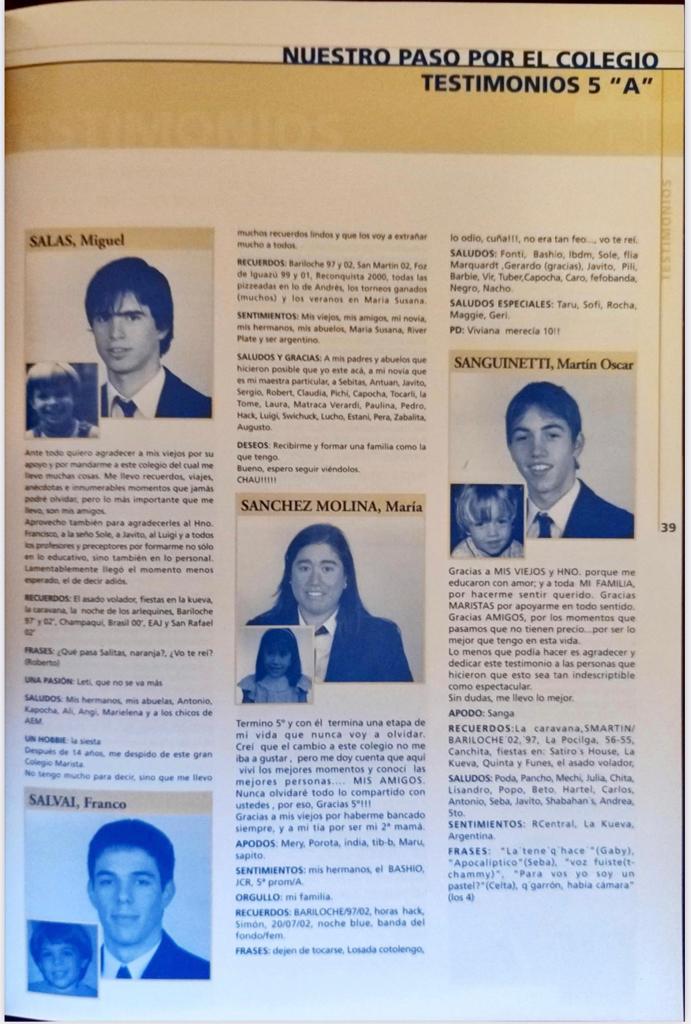 NUESTRO PASO POR EL COLEGIO
TESTIMONIOS 5 "A"
TESTIMONIOS
SALAS, Miguel
Ante todo quiero agradecer a mis viejos por su
apoyo y por mandarme a este colegio del cual me
llevo muchas cosas. Me llevo recuerdos, viajes,
anécdotas e innumerables momentos que jamás
podré olvidar, pero lo más importante que me
llevo, son mis amigos.
Aprovecho también para agradecerles al Hno.
Francisco, a la seño Sole, a Javito, al Luigi y a todos
los profesores y preceptores por formarme no sólo
en lo educativo, sino también en lo personal.
Lamentablemente llegó el momento menos
esperado, el de decir adiós.
RECUERDOS: El asado volador, fiestas en la kueva,
la caravana, la noche de los arlequines, Bariloche
97' y 02', Champaquí, Brasil 00', EAJ y San Rafael
02'
FRASES: ¿Qué pasa Salitas, naranja?, ¿Vo te reí?
(Roberto)
UNA PASIÓN: Leti, que no se va más
SALUDOS: Mis hermanos, mis abuelas, Antonio,
Kapocha, Ali, Angi, Marielena y a los chicos de
AEM.
UN HOBBIE: la siesta
Después de 14 años, me despido de este gran
Colegio Marista.
No tengo mucho para decir, sino que me llevo
SALVAI, Franco
muchos recuerdos lindos y que los voy a extrañar
mucho a todos.
RECUERDOS: Bariloche 97 y 02, San Martin 02, Foz
de Iguazú 99 y 01, Reconquista 2000, todas las
pizzeadas en lo de Andrés, los torneos ganados
(muchos) y los veranos en Maria Susana.
SENTIMIENTOS: Mis viejos, mis amigos, mi novia,
mis hermanos, mis abuelos, Maria Susana, River
Plate y ser argentino.
SALUDOS Y GRACIAS: A mis padres y abuelos que
hicieron posible que yo este acá, a mi novia que
es mi maestra particular, a Sebitas, Antuan, Javito,
Sergio, Robert, Claudia, Pichi, Capocha, Tocarli, la
Tome, Laura, Matraca Verardi, Paulina, Pedro,
Hack, Luigi, Swichuck, Lucho, Estani, Pera, Zabalita,
Augusto.
DESEOS: Recibirme y formar una familia como la
que tengo.
Bueno, espero seguir viéndolos.
CHAU!!!!!
SANCHEZ MOLINA, María
Termino 5º y con él termina una etapa de
mi vida que nunca voy a olvidar.
Creí que el cambio a este colegio no me
iba a gustar , pero me doy cuenta que aquí
viví los mejores momentos y conocí las
mejores personas.... MIS AMIGOS.
Nunca olvidaré todo lo compartido con
ustedes , por eso, Gracias 5º!!!
Gracias a mis viejos por haberme bancado
siempre, y a mi tía por ser mi 2ª mamá.
APODOS: Mery, Porota, india, tib-b, Maru,
sapito.
SENTIMIENTOS: mis hermanos, el BASHIO,
JCR, 5º prom/A.
ORGULLO: mi familia.
RECUERDOS: BARILOCHE/97/02, horas hack,
Simón, 20/07/02, noche blue, banda del
fondo/fem.
FRASES: dejen de tocarse, Losada cotolengo,
lo odio, cuña!!!, no era tan feo..., vo te reí.
SALUDOS: Fonti, Bashio, lbdm, Sole, flia
Marquardt ,Gerardo (gracias), Javito, Pili,
Barbie, Vir, Tuber,Capocha, Caro, fefobanda,
Negro, Nacho.
SALUDOS ESPECIALES: Taru, Sofi, Rocha,
Maggie, Geri.
PD: Viviana merecía 10!!
SANGUINETTI, Martín Oscar
Gracias a MIS VIEJOS y HNO. porque me
educaron con amor; y a toda MI FAMILIA,
por hacerme sentir querido. Gracias
MARISTAS por apoyarme en todo sentido.
Gracias AMIGOS, por los momentos que
pasamos que no tienen precio...por ser lo
mejor que tengo en esta vida.
Lo menos que podía hacer es agradecer y
dedicar este testimonio a las personas que
hicieron que esto sea tan indescriptible
como espectacular.
Sin dudas, me llevo lo mejor.
APODO: Sanga
RECUERDOS:La caravana,SMARTIN/
BARILOCHE'02,'97, La Pocilga, 56-55,
Canchita, fiestas en: Satiro's House, La
Kueva, Quinta y Funes, el asado volador,
SALUDOS: Poda, Pancho, Mechi, Julia, Chita,
Lisandro, Popo, Beto, Hartel, Carlos,
Antonio, Seba, Javito, Shabahan's, Andrea,
5to.
SENTIMIENTOS: RCentral, La Kueva,
Argentina.
FRASES: "La tene q´hace"(Gaby),
"Apocaliptico"(Seba), "voz fuiste(t-
chammy)", "Para vos yo soy un
pastel?"(Celta), q´garrón, había cámara"
(los 4)
TESTIMONIOS
39